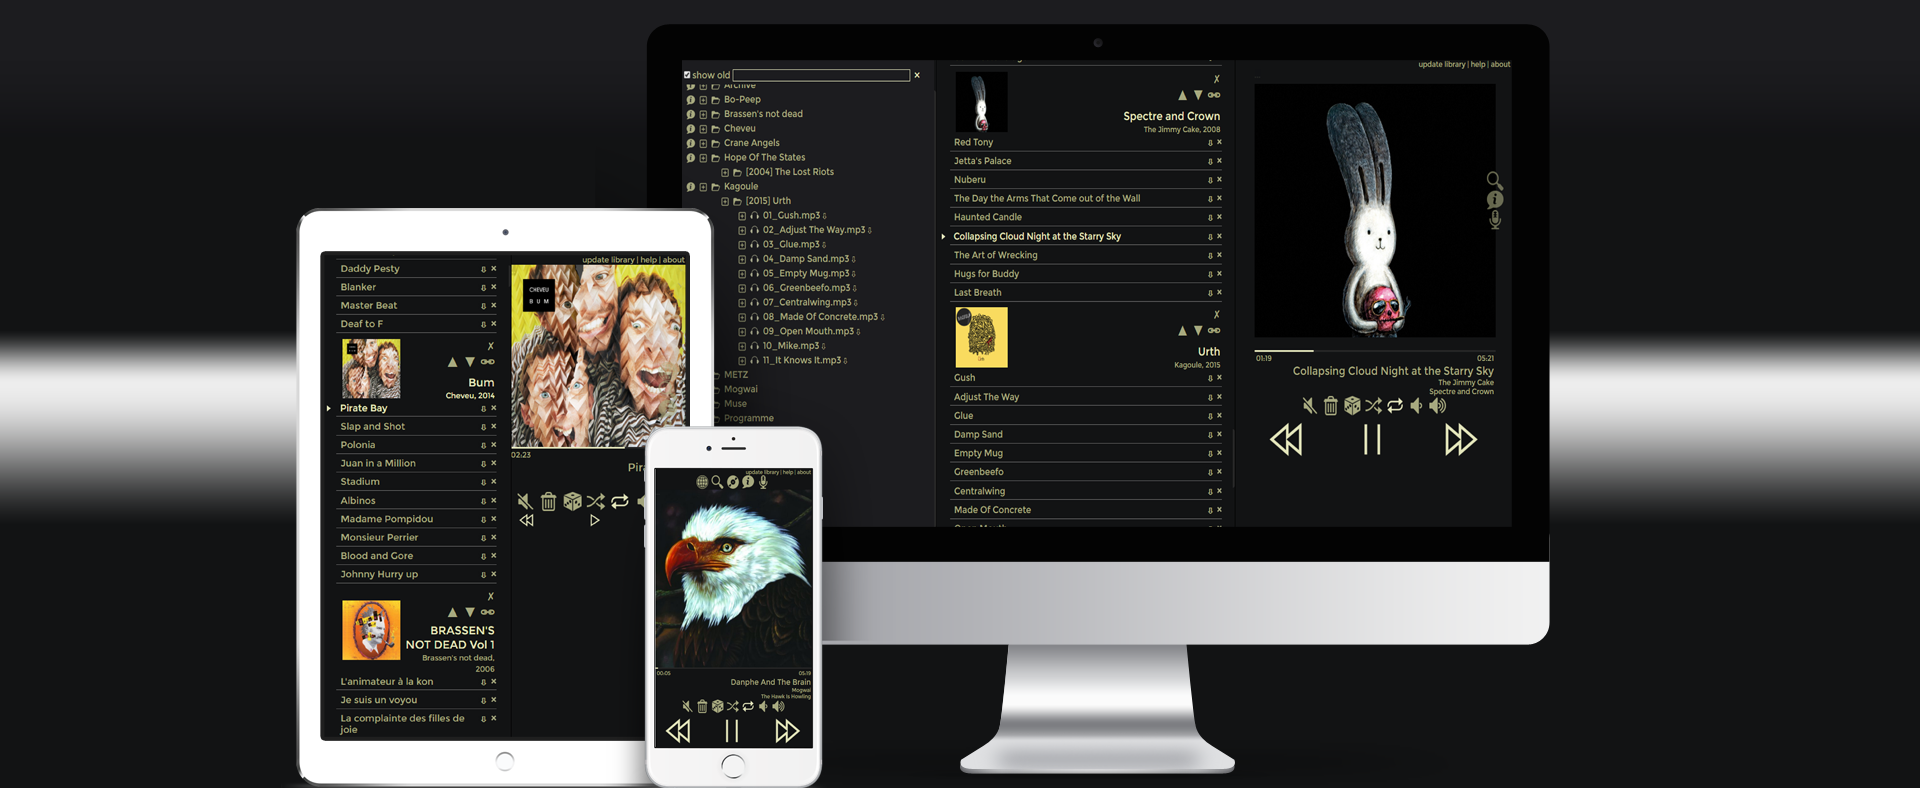 show old
Archive
Bo-Peep
Brassen's not dead
Cheveu
Crane Angels
Hope Of The States
[2004] The Lost Riots
Kagoule
[2015] Urth
01_Gush.mp3
02_Adjust The Way.mp3
03_Glue.mp3
04_Damp Sand.mp3
05_Empty Mug.mp3
06_Greenbeefo.mp3
07_Centralwing.mp3
08_Made Of Concrete.mp3
09_Open Mouth.mp3
10_Mike.mp3
11_It Knows It.mp3
METZ
Mogwai
Muse
Programme
Spectre and Crown
The Jimmy Cake, 2008
Red Tony
Jetta's Palace
Nuberu
The Day the Arms That Come out of the Wall
Haunted Candle
Collapsing Cloud Night at the Starry Sky
The Art of Wrecking
Hugs for Buddy
Last Breath
Urth
Kagoule, 2015
Gush
Adjust The Way
Glue
Damp Sand
Empty Mug
Greenbeefo
Centralwing
Made Of Concrete
Open Mouth
update library | help | about
01:19 05:21
Collapsing Cloud Night at the Starry Sky
The Jimmy Cake
Spectre and Crown
Daddy Pesty
Blanker
Master Beat
Deaf to F
Bum
Cheveu, 2014
Pirate Bay
Slap and Shot
Polonia
Juan in a Million
Stadium
Albinos
Madame Pompidou
Monsieur Perrier
Blood and Gore
Johnny Hurry up
BRASSEN'S
NOT DEAD Vol 1
Brassen's not dead,
2006
L'animateur à la kon
Je suis un voyou
La complainte des filles de
joie
update library | help | about
CHEVEU
BUM
02:23
Pir
update library | help | about
00:05 05:19
Danphe And The Brain
Mogwai
The Hawk Is Howling